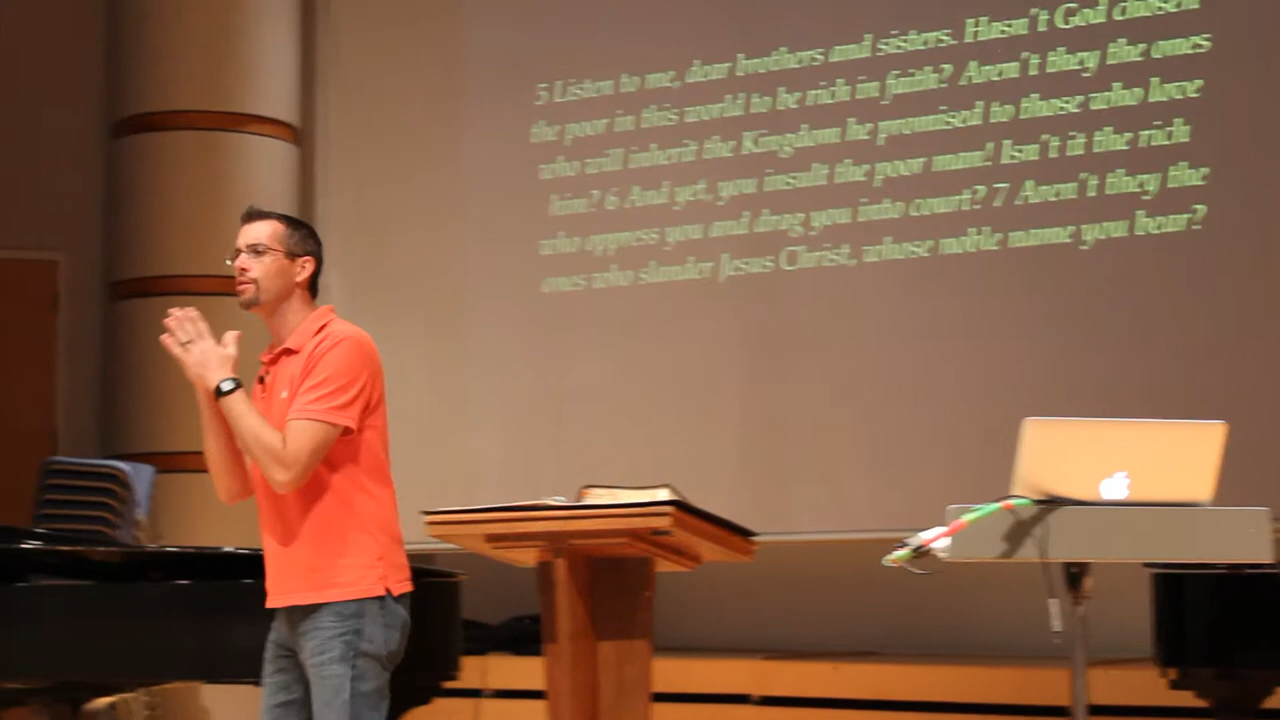 5 Listen to me, dear brothers and sisters. Hasn't God chosen
the poor in this world to be rich in faith? Aren't they the ones
who will inherit the Kingdom he promised to those who love
him? 6 And yet, you insult the poor man! Isn't it the rich
who oppress you and drag you into court? 7 Aren't they the
ones who slander Jesus Christ, whose noble name you bear?